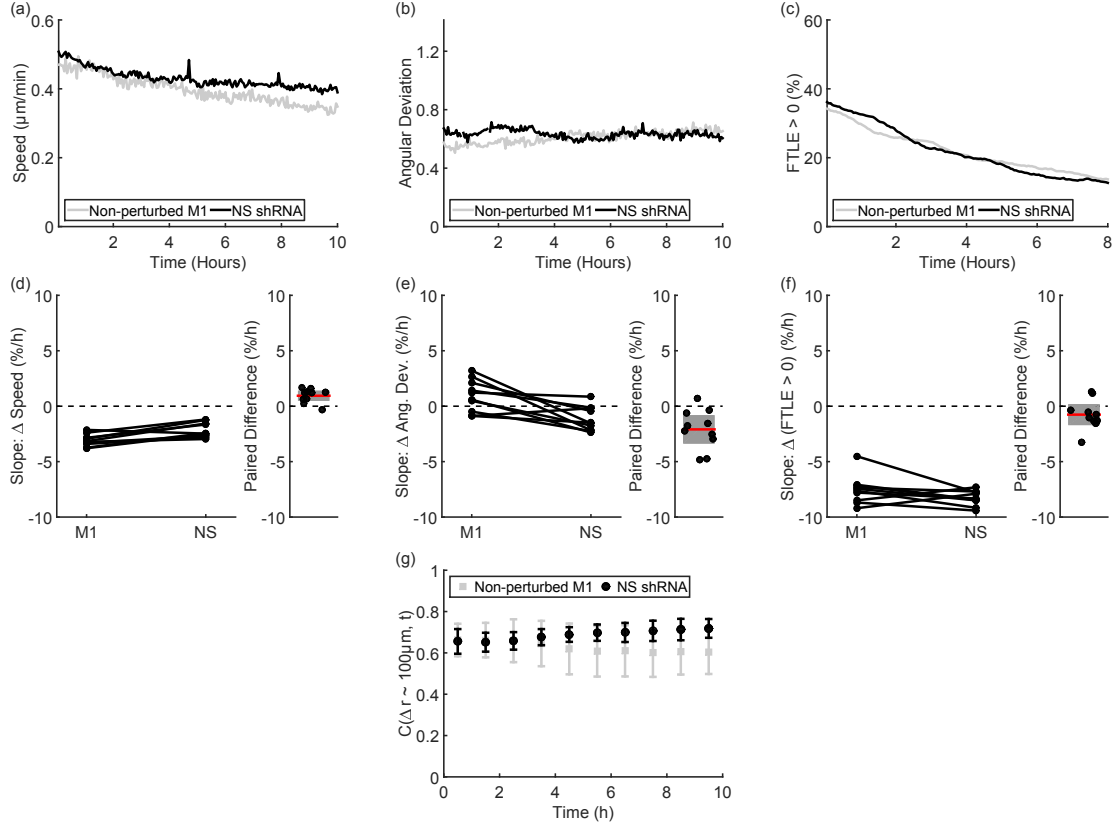 (a)
0.6
0.4
0.2
0
Speed (µm/min)
Non-perturbed M1 NS shRNA
2 4 6 8 10
Time (Hours)
(b)
1.2
0.8
0.4
0
Angular Deviation
Non-perturbed M1 NS shRNA
0 2 4 6 8 10
Time (Hours)
(c)
60
40
20
0
FTLE > 0 (%)
Non-perturbed M1 NS shRNA
2 4 6 8
Time (Hours)
(d)
10
5
0
-5
-10
Slope: Δ Speed (%/h)
M1 NS
10
5
0
-5
-10
Paired Difference (%/h)
(e)
10
5
0
-5
-10
Slope: Δ Ang. Dev. (%/h)
M1 NS
10
5
0
-5
-10
Paired Difference (%/h)
(f)
10
5
0
-5
-10
Slope: Δ (FTLE > 0) (%/h)
M1 NS
10
5
0
-5
-10
Paired Difference (%/h)
(g)
1
0.8
0.6
0.4
0.2
0
C(Δ r ~ 100µm, t)
Non-perturbed M1 NS shRNA
0 2 4 6 8 10
Time (h)